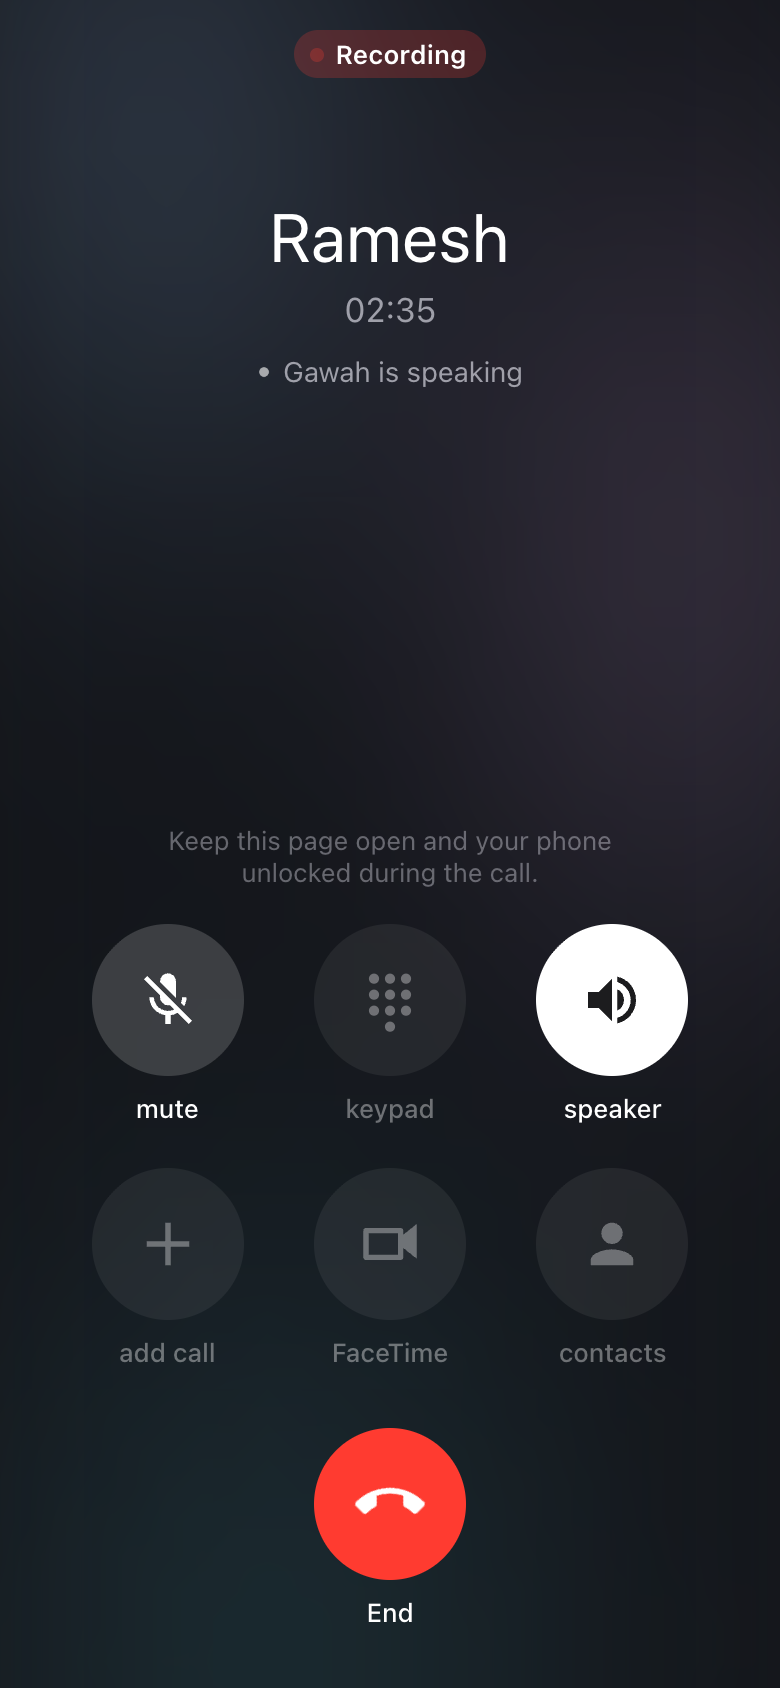 Recording
Ramesh
02:35
Gawah is speaking
Keep this page open and your phone
unlocked during the call.
mute
keypad
speaker
add call
FaceTime
contacts
End